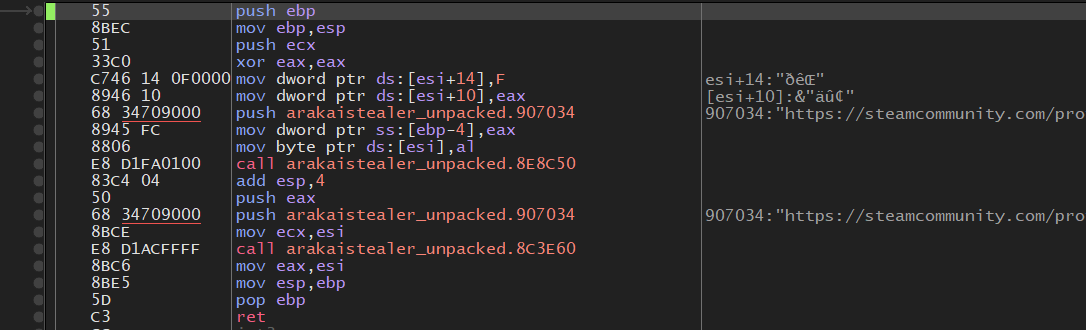 55 push ebp
8BEC mov ebp,esp
51 push ecx
33C0 xor eax,eax
C746 14 0F0000 mov dword ptr ds:[esi+14],F esi+14:"ðêŒ"
8946 10 mov dword ptr ds:[esi+10],eax [esi+10]:&"äû¢"
68 34709000 push arakaistealer_unpacked.907034 907034:"https://steamcommunity.com/pro
8945 FC mov dword ptr ss:[ebp-4],eax
8806 mov byte ptr ds:[esi],al
E8 D1FA0100 call arakaistealer_unpacked.8E8C50
83C4 04 add esp,4
50 push eax
68 34709000 push arakaistealer_unpacked.907034 907034:"https://steamcommunity.com/pro
8BCE mov ecx,esi
E8 D1ACFFFF call arakaistealer_unpacked.8C3E60
8BC6 mov eax,esi
8BE5 mov esp,ebp
5D pop ebp
C3 ret